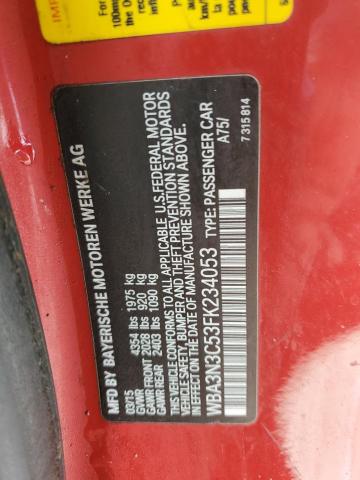 MFD BY BAYERISCHE MOTOREN WERKE AG
03/15
GVWR 4354 lbs 1975 kg
GAWR FRONT 2028 lbs 920 kg
GAWR REAR 2403 lbs 1090 kg
THIS VEHICLE CONFORMS TO ALL APPLICABLE U.S. FEDERAL MOTOR
VEHICLE SAFETY, BUMPER AND THEFT PREVENTION STANDARDS
IN EFFECT ON THE DATE OF MANUFACTURE SHOWN ABOVE.
WBA3N3C53FK234053 TYPE: PASSENGER CAR
A75/
7 315 814